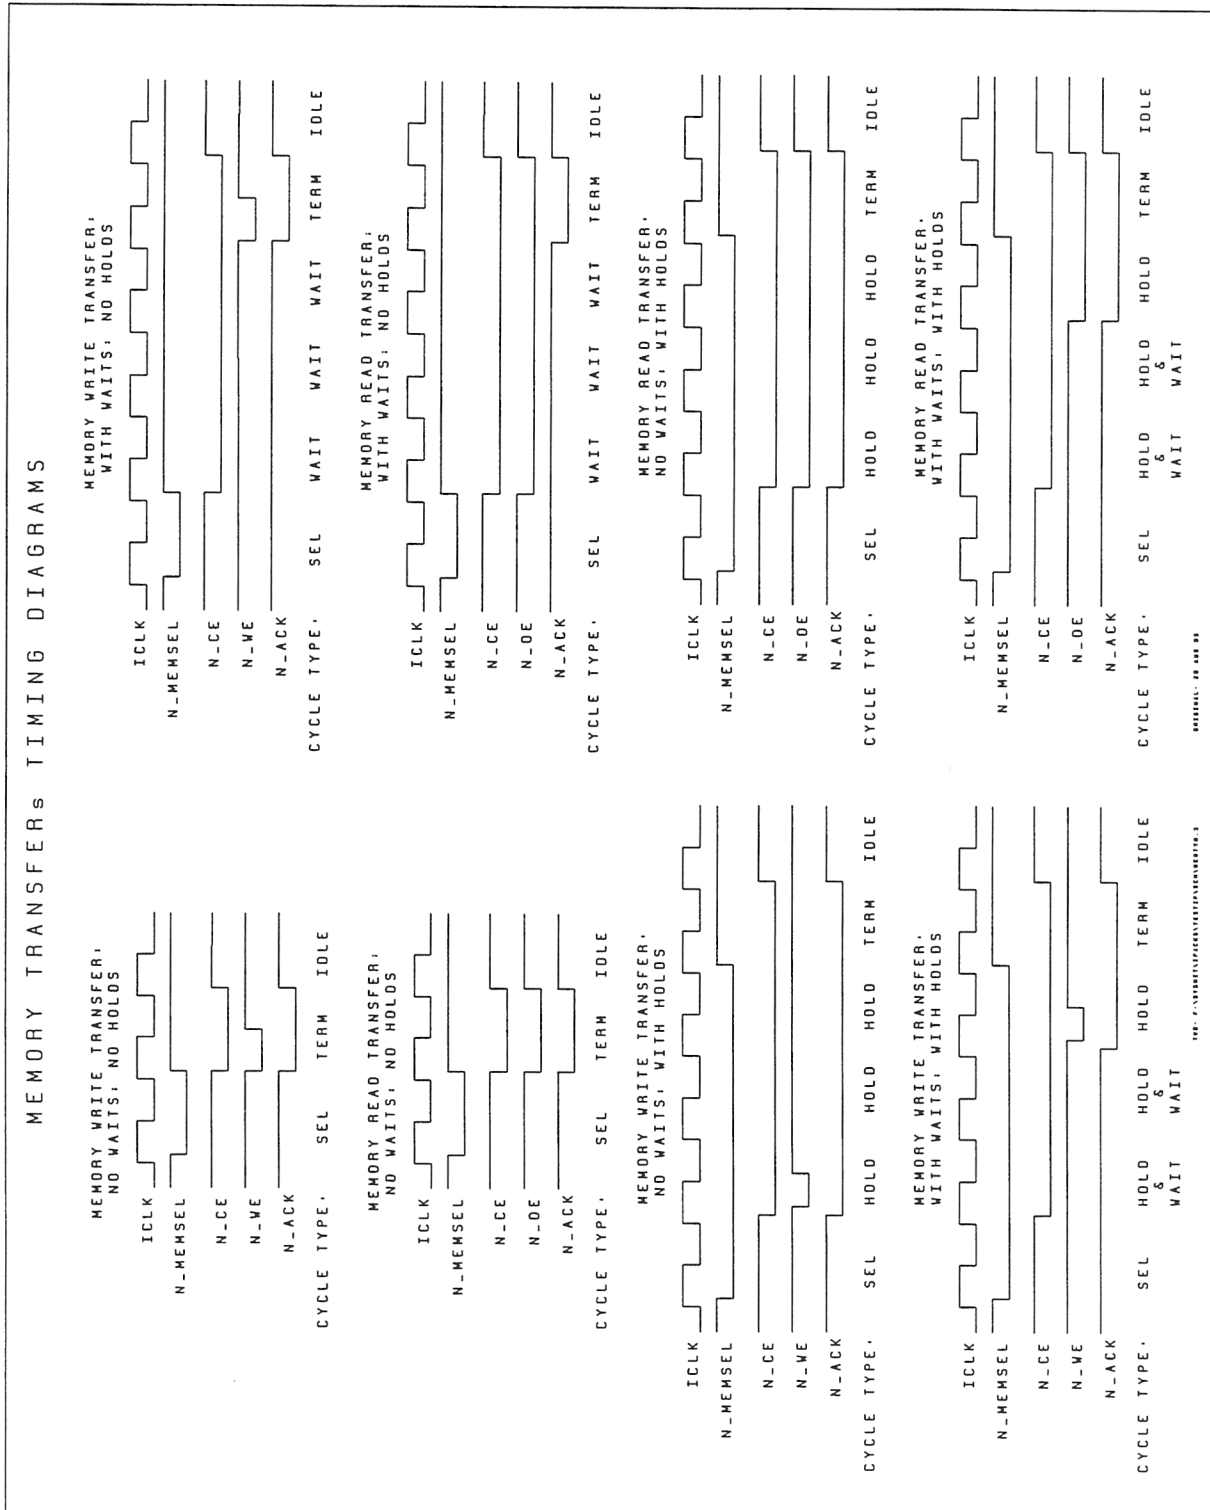 MEMORY TRANSFERs TIMING DIAGRAMS
MEMORY WRITE TRANSFER,
NO WAITS; NO HOLDS
ICLK
N_MEMSEL
N_CE
N_WE
N_ACK
CYCLE TYPE, SEL TERM IDLE
MEMORY WRITE TRANSFER,
WITH WAITS; NO HOLDS
ICLK
N_MEMSEL
N_CE
N_WE
N_ACK
CYCLE TYPE, SEL WAIT WAIT WAIT TERM IDLE
MEMORY READ TRANSFER;
NO WAITS; NO HOLDS
ICLK
N_MEMSEL
N_CE
N_OE
N_ACK
CYCLE TYPE, SEL TERM IDLE
MEMORY READ TRANSFER;
WITH WAITS; NO HOLDS
ICLK
N_MEMSEL
N_CE
N_OE
N_ACK
CYCLE TYPE, SEL WAIT WAIT WAIT TERM IDLE
MEMORY WRITE TRANSFER,
NO WAITS; WITH HOLDS
ICLK
N_MEMSEL
N_CE
N_WE
N_ACK
CYCLE TYPE, SEL HOLD HOLD HOLD TERM IDLE
MEMORY READ TRANSFER,
NO WAITS; WITH HOLDS
ICLK
N_MEMSEL
N_CE
N_OE
N_ACK
CYCLE TYPE, SEL HOLD HOLD HOLD TERM IDLE
MEMORY WRITE TRANSFER,
WITH WAITS; WITH HOLDS
ICLK
N_MEMSEL
N_CE
N_WE
N_ACK
CYCLE TYPE, SEL HOLD HOLD HOLD TERM IDLE
& &
WAIT WAIT
MEMORY READ TRANSFER,
WITH WAITS; WITH HOLDS
ICLK
N_MEMSEL
N_CE
N_OE
N_ACK
CYCLE TYPE, SEL HOLD HOLD HOLD TERM IDLE
& &
WAIT WAIT